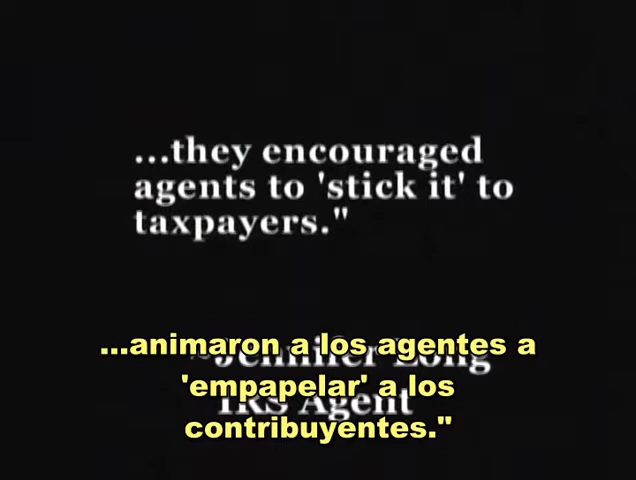 ...they encouraged
agents to 'stick it' to
taxpayers."
~Jennifer Long
IRS Agent
...animaron a los agentes a
'empapelar' a los
contribuyentes."